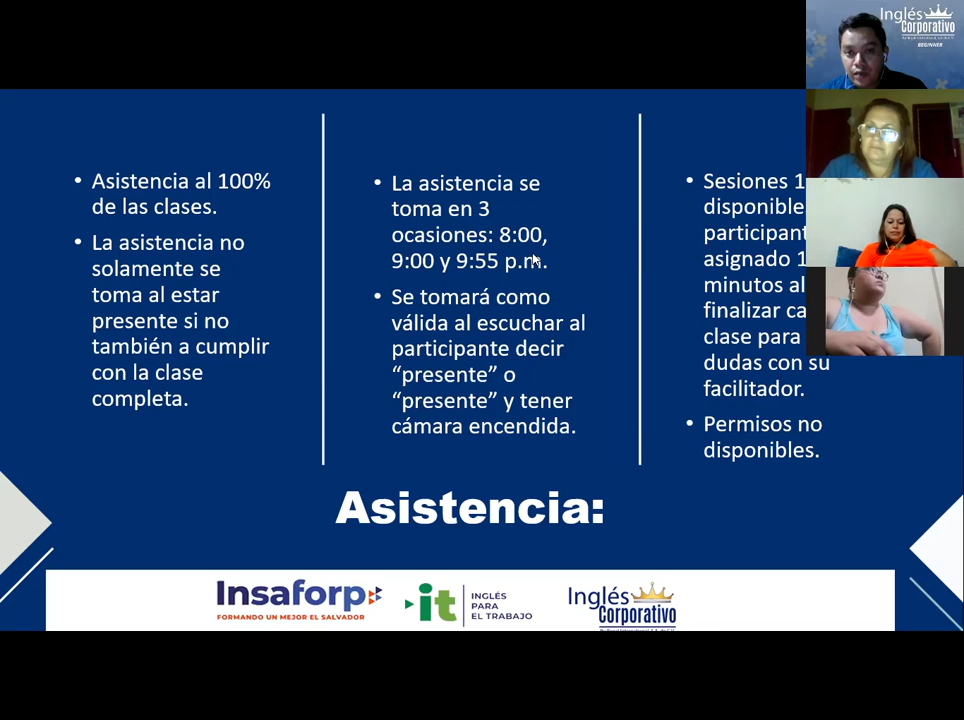 Inglés
Corporativo
BEGINNER
• Asistencia al 100%
de las clases.
• La asistencia no
solamente se
toma al estar
presente si no
también a cumplir
con la clase
completa.
• La asistencia se
toma en 3
ocasiones: 8:00,
9:00 y 9:55 p.m.
• Se tomará como
válida al escuchar al
participante decir
“presente” o
“presente” y tener
cámara encendida.
• Sesiones 1
disponible
participant
asignado 1
minutos al
finalizar ca
clase para
dudas con su
facilitador.
• Permisos no
disponibles.
Asistencia:
Insaforp
FORMANDO UN MEJOR EL SALVADOR
it
INGLÉS
PARA
EL TRABAJO
Inglés
Corporativo